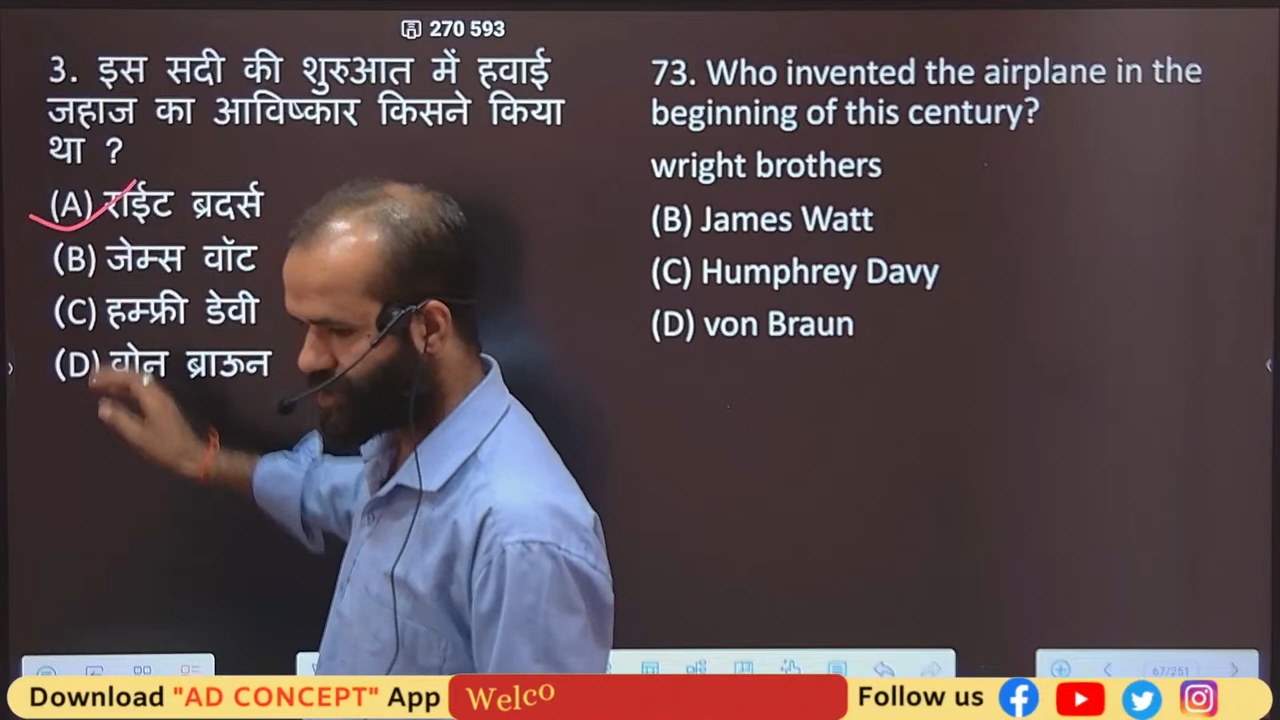 270 593
3. इस सदी की शुरुआत में हवाई
जहाज का आविष्कार किसने किया
था ?
(A) राईट ब्रदर्स
(B) जेम्स वॉट
(C) हम्फ्री डेवी
(D) वोन ब्राऊन
73. Who invented the airplane in the
beginning of this century?
wright brothers
(B) James Watt
(C) Humphrey Davy
(D) von Braun
67/251
Download "AD CONCEPT" App
Welco
Follow us